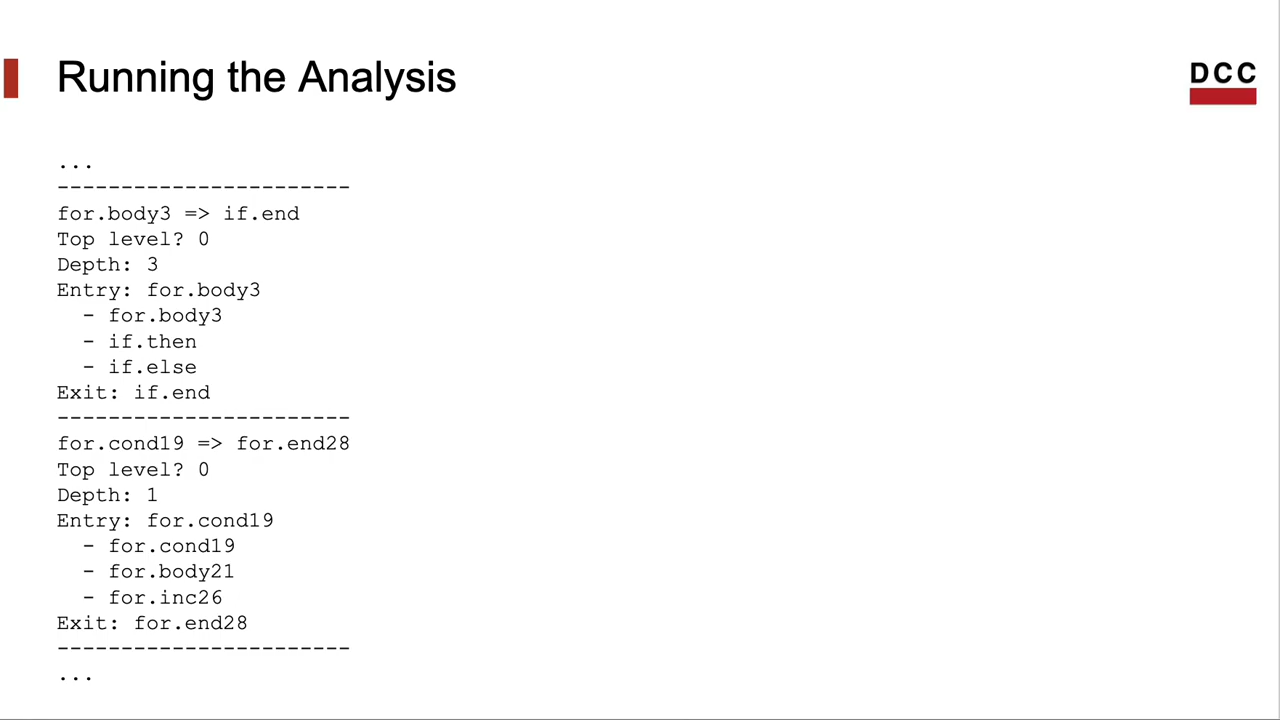 Running the Analysis
DCC
...
-----------------------
for.body3 => if.end
Top level? 0
Depth: 3
Entry: for.body3
  - for.body3
  - if.then
  - if.else
Exit: if.end
-----------------------
for.cond19 => for.end28
Top level? 0
Depth: 1
Entry: for.cond19
  - for.cond19
  - for.body21
  - for.inc26
Exit: for.end28
-----------------------
...